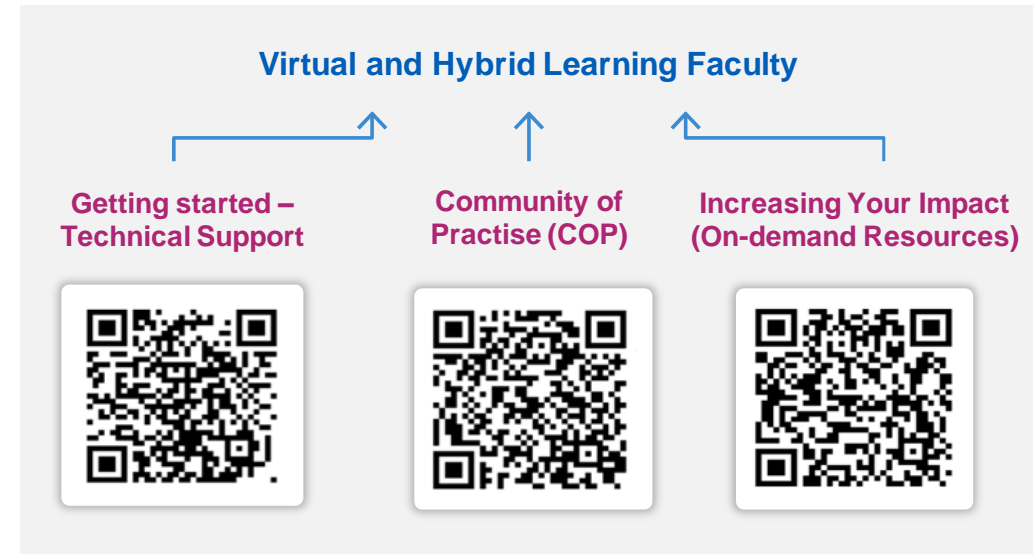 Virtual and Hybrid Learning Faculty
Getting started –
Technical Support
Community of
Practise (COP)
Increasing Your Impact
(On-demand Resources)